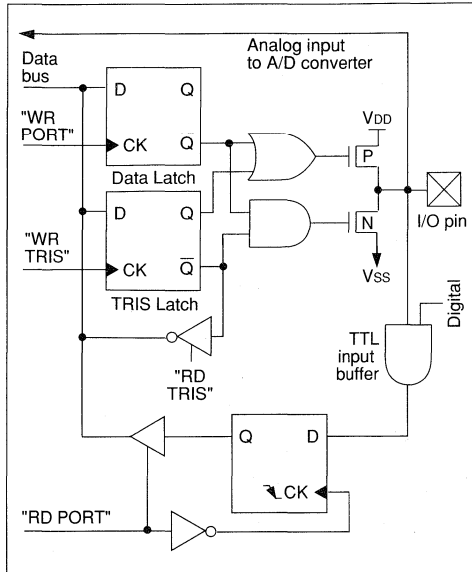 Analog input
to A/D converter
Data
bus
D Q
"WR
PORT"
CK Q
Data Latch
VDD
P
D Q
N
I/O pin
"WR
TRIS"
CK Q
VSS
TRIS Latch
Digital
TTL
input
buffer
"RD
TRIS"
Q D
CK
"RD PORT"